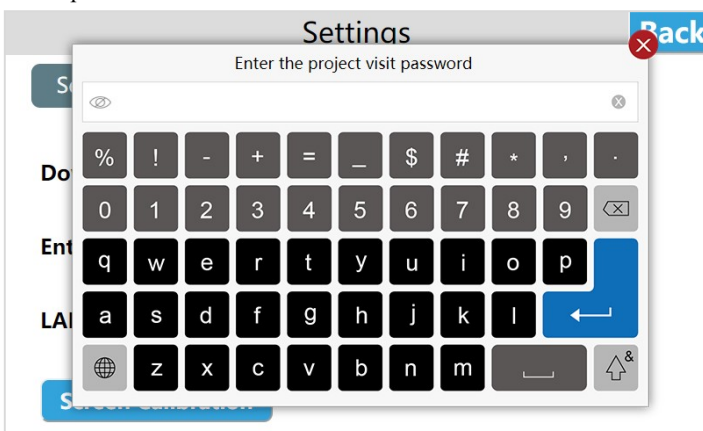 Settings
Back
Enter the project visit password
% ! - + = _ $ # * , .
0 1 2 3 4 5 6 7 8 9
q w e r t y u i o p
a s d f g h j k l
z x c v b n m &